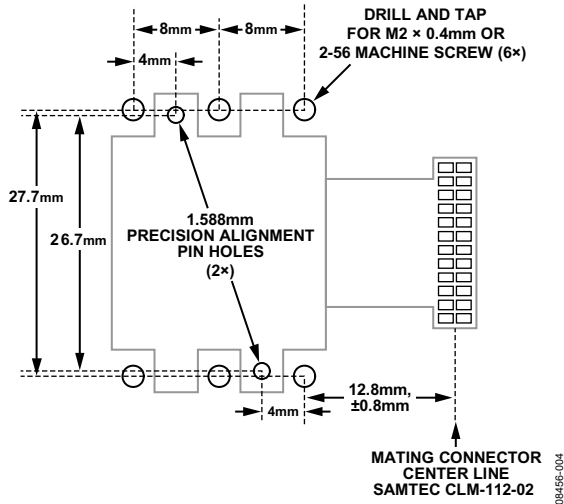 8mm
8mm
4mm
DRILL AND TAP
FOR M2 × 0.4mm OR
2-56 MACHINE SCREW (6×)
27.7mm
26.7mm
1.588mm
PRECISION ALIGNMENT
PIN HOLES
(2×)
4mm
12.8mm,
±0.8mm
MATING CONNECTOR
CENTER LINE
SAMTEC CLM-112-02
08456-004